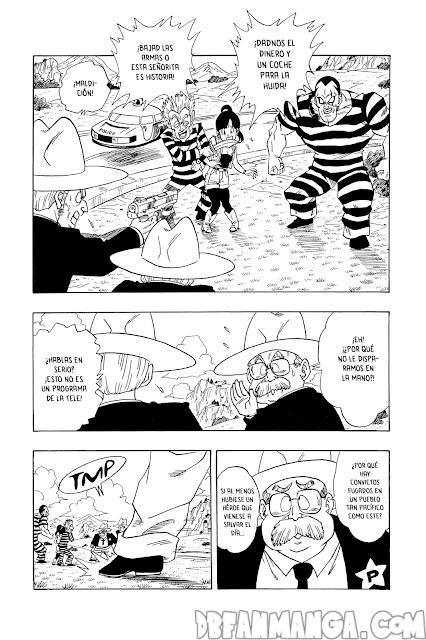 ¡BAJAD LAS
ARMAS O
ESTA SEÑORITA
ES HISTORIA!
¡DADNOS EL
DINERO Y
UN COCHE
PARA LA
HUIDA!
¡MALDI-
CIÓN!
POLICE
¿HABLAS EN
SERIO?
¡ESTO NO ES
UN PROGRAMA
DE LA TELE!
¡EH!
¿¡POR QUÉ
NO LE DISPA-
RAMOS EN
LA MANO?!
TMP
SI AL MENOS
HUBIESE UN
HÉROE QUE
VIENESE A
SALVAR EL
DÍA...
¿POR QUÉ
HAY
CONVICTOS
FUGADOS EN
UN PUEBLO
TAN PACÍFICO
COMO ESTE?
P
DBFANMANGA.COM